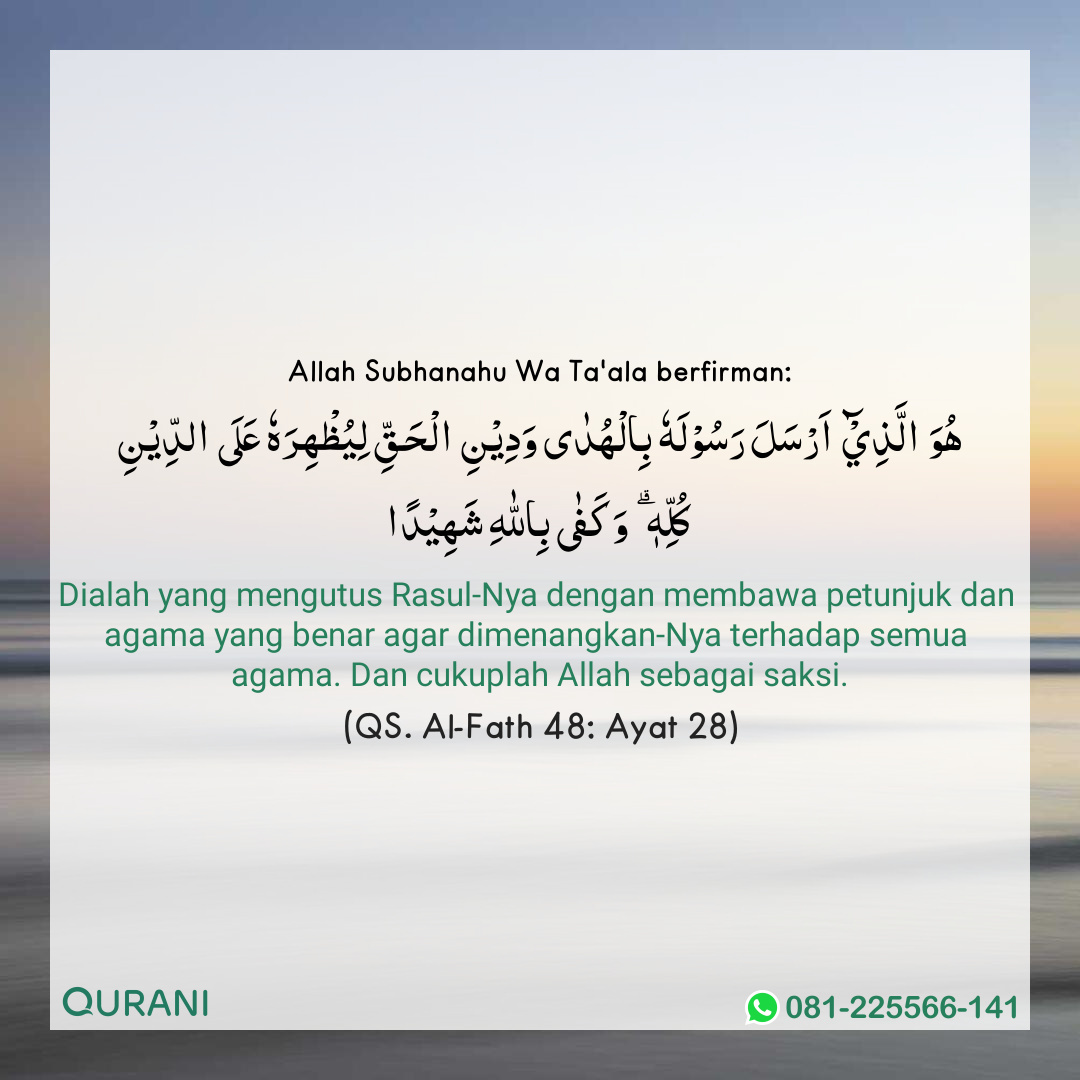 Allah Subhanahu Wa Ta'ala berfirman:
هُوَ الَّذِيْۤ اَرْسَلَ رَسُوْلَهٗ بِالْهُدٰى وَدِيْنِ الْحَـقِّ لِيُظْهِرَهٗ عَلَى الدِّيْنِ
كُلِّهٖ ۗ وَكَفٰى بِاللّٰهِ شَهِيْدًا
Dialah yang mengutus Rasul-Nya dengan membawa petunjuk dan
agama yang benar agar dimenangkan-Nya terhadap semua
agama. Dan cukuplah Allah sebagai saksi.
(QS. Al-Fath 48: Ayat 28)
QURANI
081-225566-141